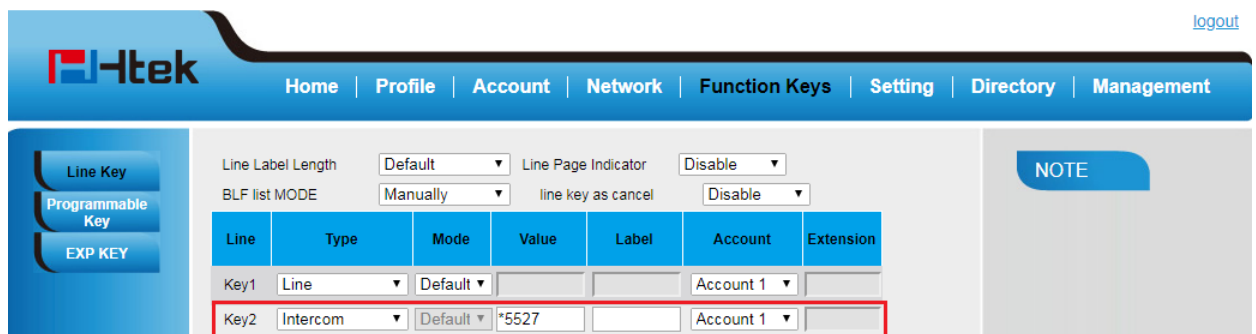 logout
Htek
Home | Profile | Account | Network | Function Keys | Setting | Directory | Management
Line Key
Programmable Key
EXP KEY
Line Label Length Default Line Page Indicator Disable
BLF list MODE Manually line key as cancel Disable
NOTE
Line Type Mode Value Label Account Extension
Key1 Line Default Account 1
Key2 Intercom Default *5527 Account 1